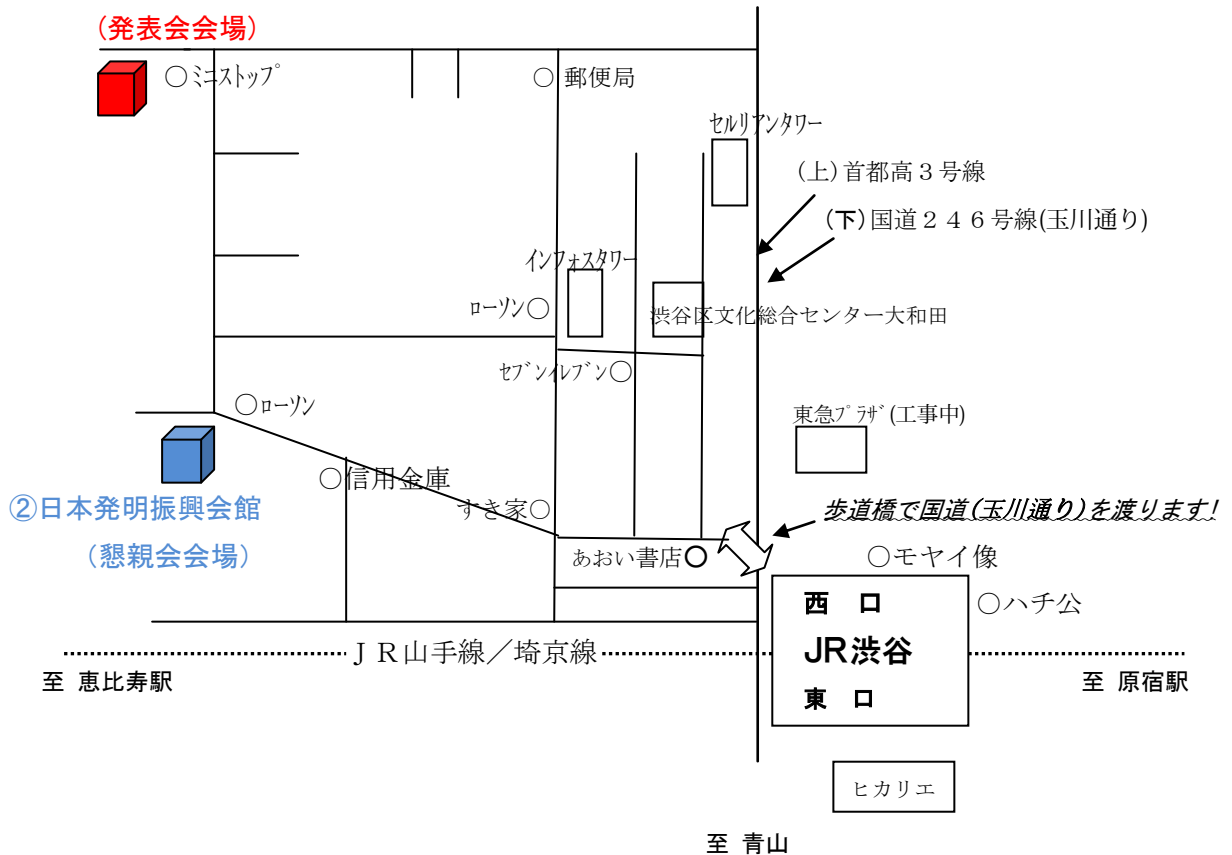 (発表会会場)
○ミニストップ
○ 郵便局
セルリアンタワー
(上)首都高３号線
(下)国道２４６号線(玉川通り)
インフォスタワー
ローソン○
渋谷区文化総合センター大和田
セブンイレブン○
○ローソン
東急プラザ(工事中)
○信用金庫
②日本発明振興会館
すき家○
歩道橋で国道(玉川通り)を渡ります!
(懇親会会場)
あおい書店○
○モヤイ像
西 口
○ハチ公
ＪＲ山手線／埼京線
JR渋谷
至 恵比寿駅
至 原宿駅
東 口
ヒカリエ
至 青山